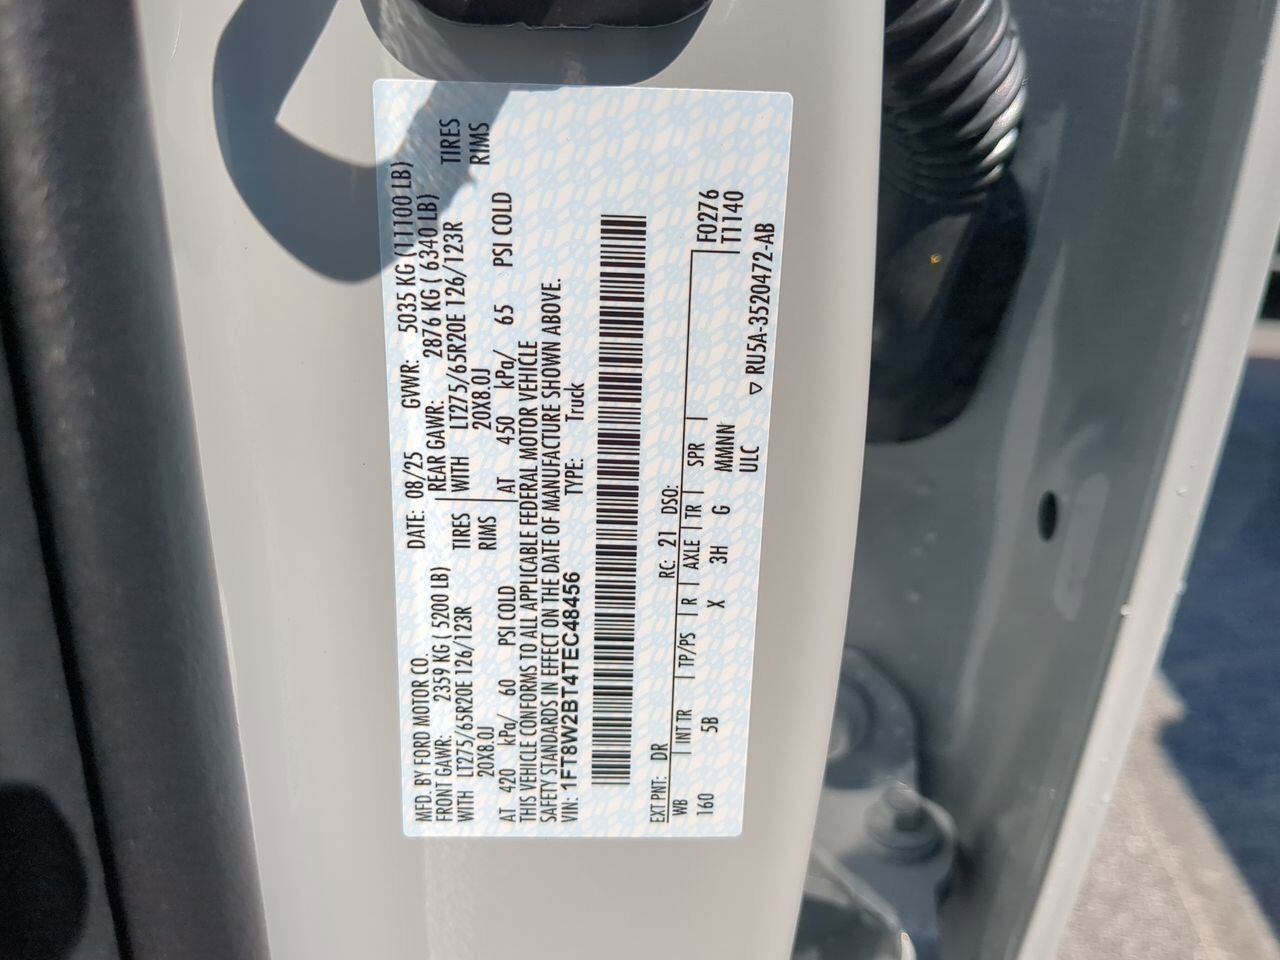 MFD. BY FORD MOTOR CO. DATE: 08/25 GVWR: 5035 KG (11100 LB)
FRONT GAWR: 2359 KG ( 5200 LB) REAR GAWR: 2876 KG ( 6340 LB)
WITH LT275/65R20E 126/123R TIRES WITH LT275/65R20E 126/123R TIRES
20X8.0J RIMS 20X8.0J RIMS
AT 420 kPa/ 60 PSI COLD AT 450 kPa/ 65 PSI COLD
THIS VEHICLE CONFORMS TO ALL APPLICABLE FEDERAL MOTOR VEHICLE
SAFETY STANDARDS IN EFFECT ON THE DATE OF MANUFACTURE SHOWN ABOVE.
VIN: 1FT8W2BT4TEC48456 TYPE: Truck
EXT PNT: DR RC: 21 DSO:
WB INT TR TP/PS R AXLE TR SPR F0276
160 5B X 3H G MMMNN T1140
ULC ▽ RU5A-3520472-AB